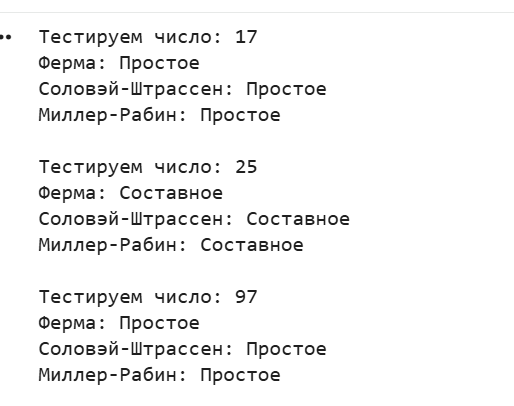 Тестируем число: 17
Ферма: Простое
Соловэй-Штрассен: Простое
Миллер-Рабин: Простое
Тестируем число: 25
Ферма: Составное
Соловэй-Штрассен: Составное
Миллер-Рабин: Составное
Тестируем число: 97
Ферма: Простое
Соловэй-Штрассен: Простое
Миллер-Рабин: Простое